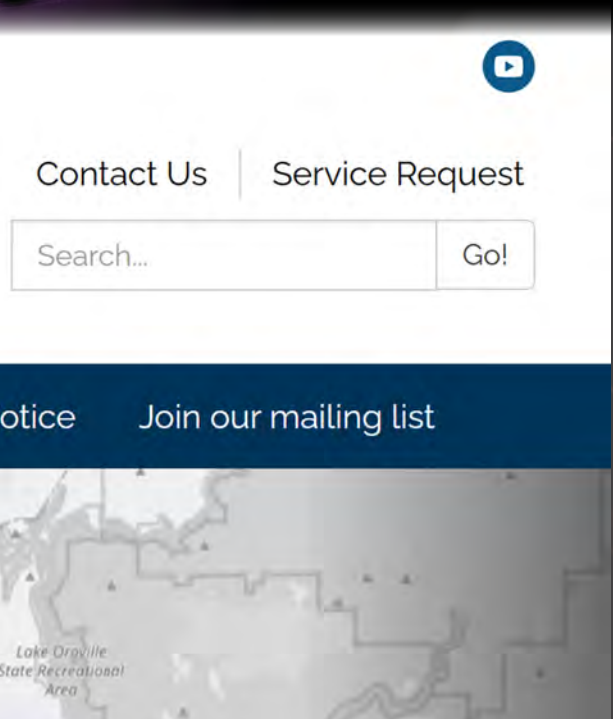 Contact Us Service Request
Search... Go!
otice Join our mailing list
Lake Oroville
State Recreational
Area